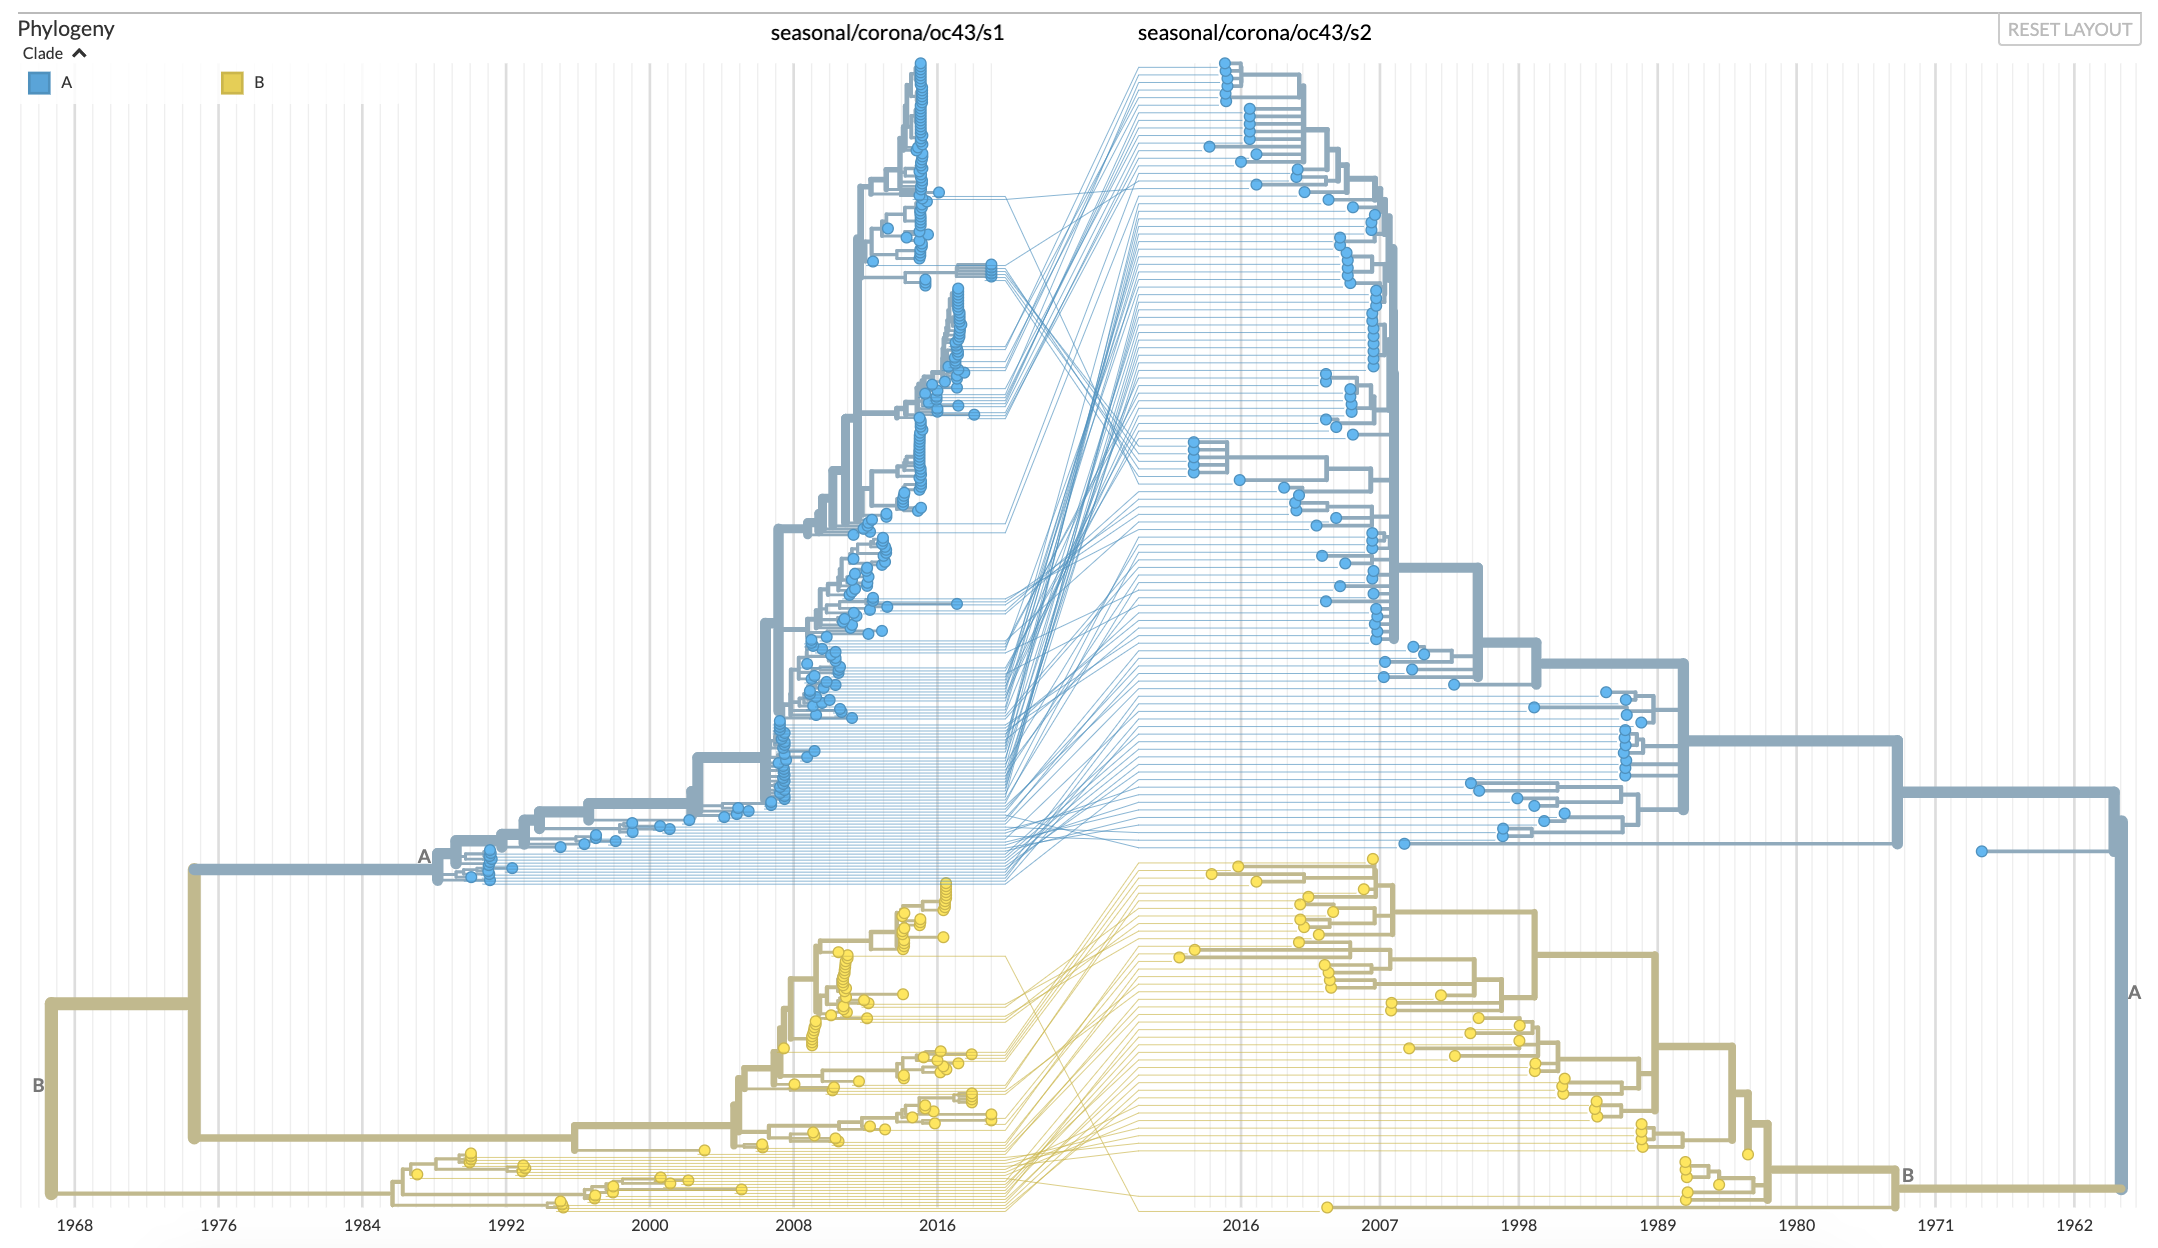 Phylogeny
Clade
A B
seasonal/corona/oc43/s1 seasonal/corona/oc43/s2
RESET LAYOUT
A
A
B
B
1968 1976 1984 1992 2000 2008 2016 2016 2007 1998 1989 1980 1971 1962